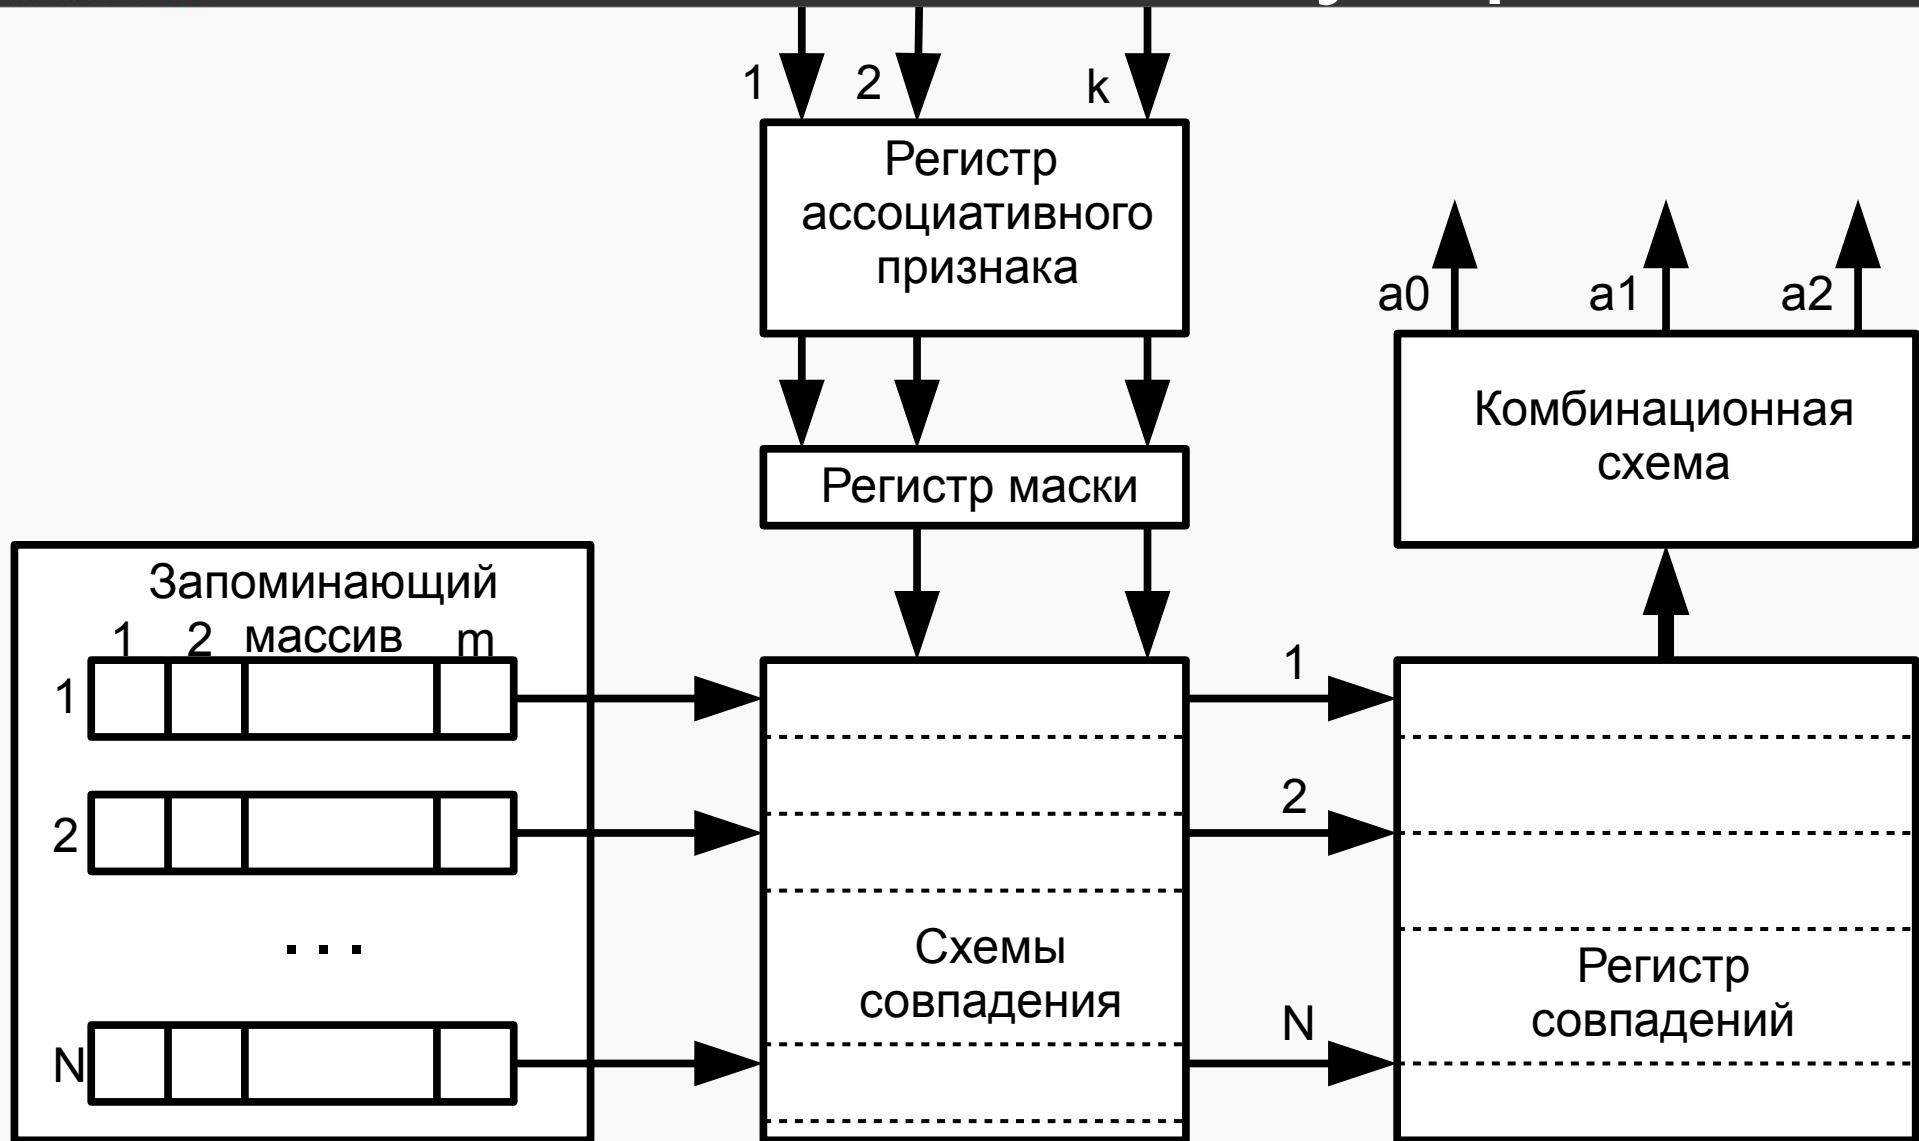 1 2 k
Регистр
ассоциативного
признака
a0 a1 a2
Комбинационная
схема
Регистр маски
Запоминающий
1 2 массив m
1
1
2
2
. . .
Схемы
совпадения
Регистр
совпадений
N
N